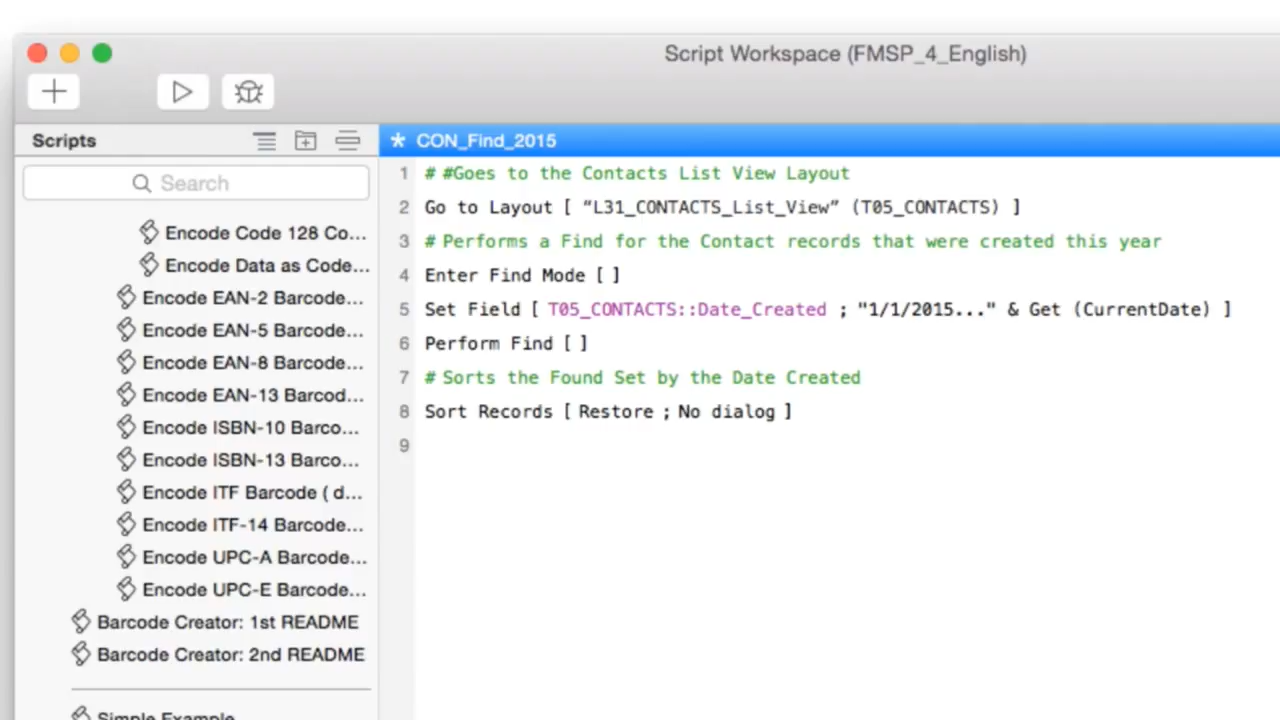 Script Workspace (FMSP_4_English)
Scripts
* CON_Find_2015
Search
Encode Code 128 Co...
Encode Data as Code...
Encode EAN-2 Barcode...
Encode EAN-5 Barcode...
Encode EAN-8 Barcode...
Encode EAN-13 Barcod...
Encode ISBN-10 Barco...
Encode ISBN-13 Barco...
Encode ITF Barcode ( d...
Encode ITF-14 Barcode...
Encode UPC-A Barcode...
Encode UPC-E Barcode...
Barcode Creator: 1st README
Barcode Creator: 2nd README
Simple Example
1 # #Goes to the Contacts List View Layout
2 Go to Layout [ “L31_CONTACTS_List_View” (T05_CONTACTS) ]
3 # Performs a Find for the Contact records that were created this year
4 Enter Find Mode [ ]
5 Set Field [ T05_CONTACTS::Date_Created ; "1/1/2015..." & Get (CurrentDate) ]
6 Perform Find [ ]
7 # Sorts the Found Set by the Date Created
8 Sort Records [ Restore ; No dialog ]
9